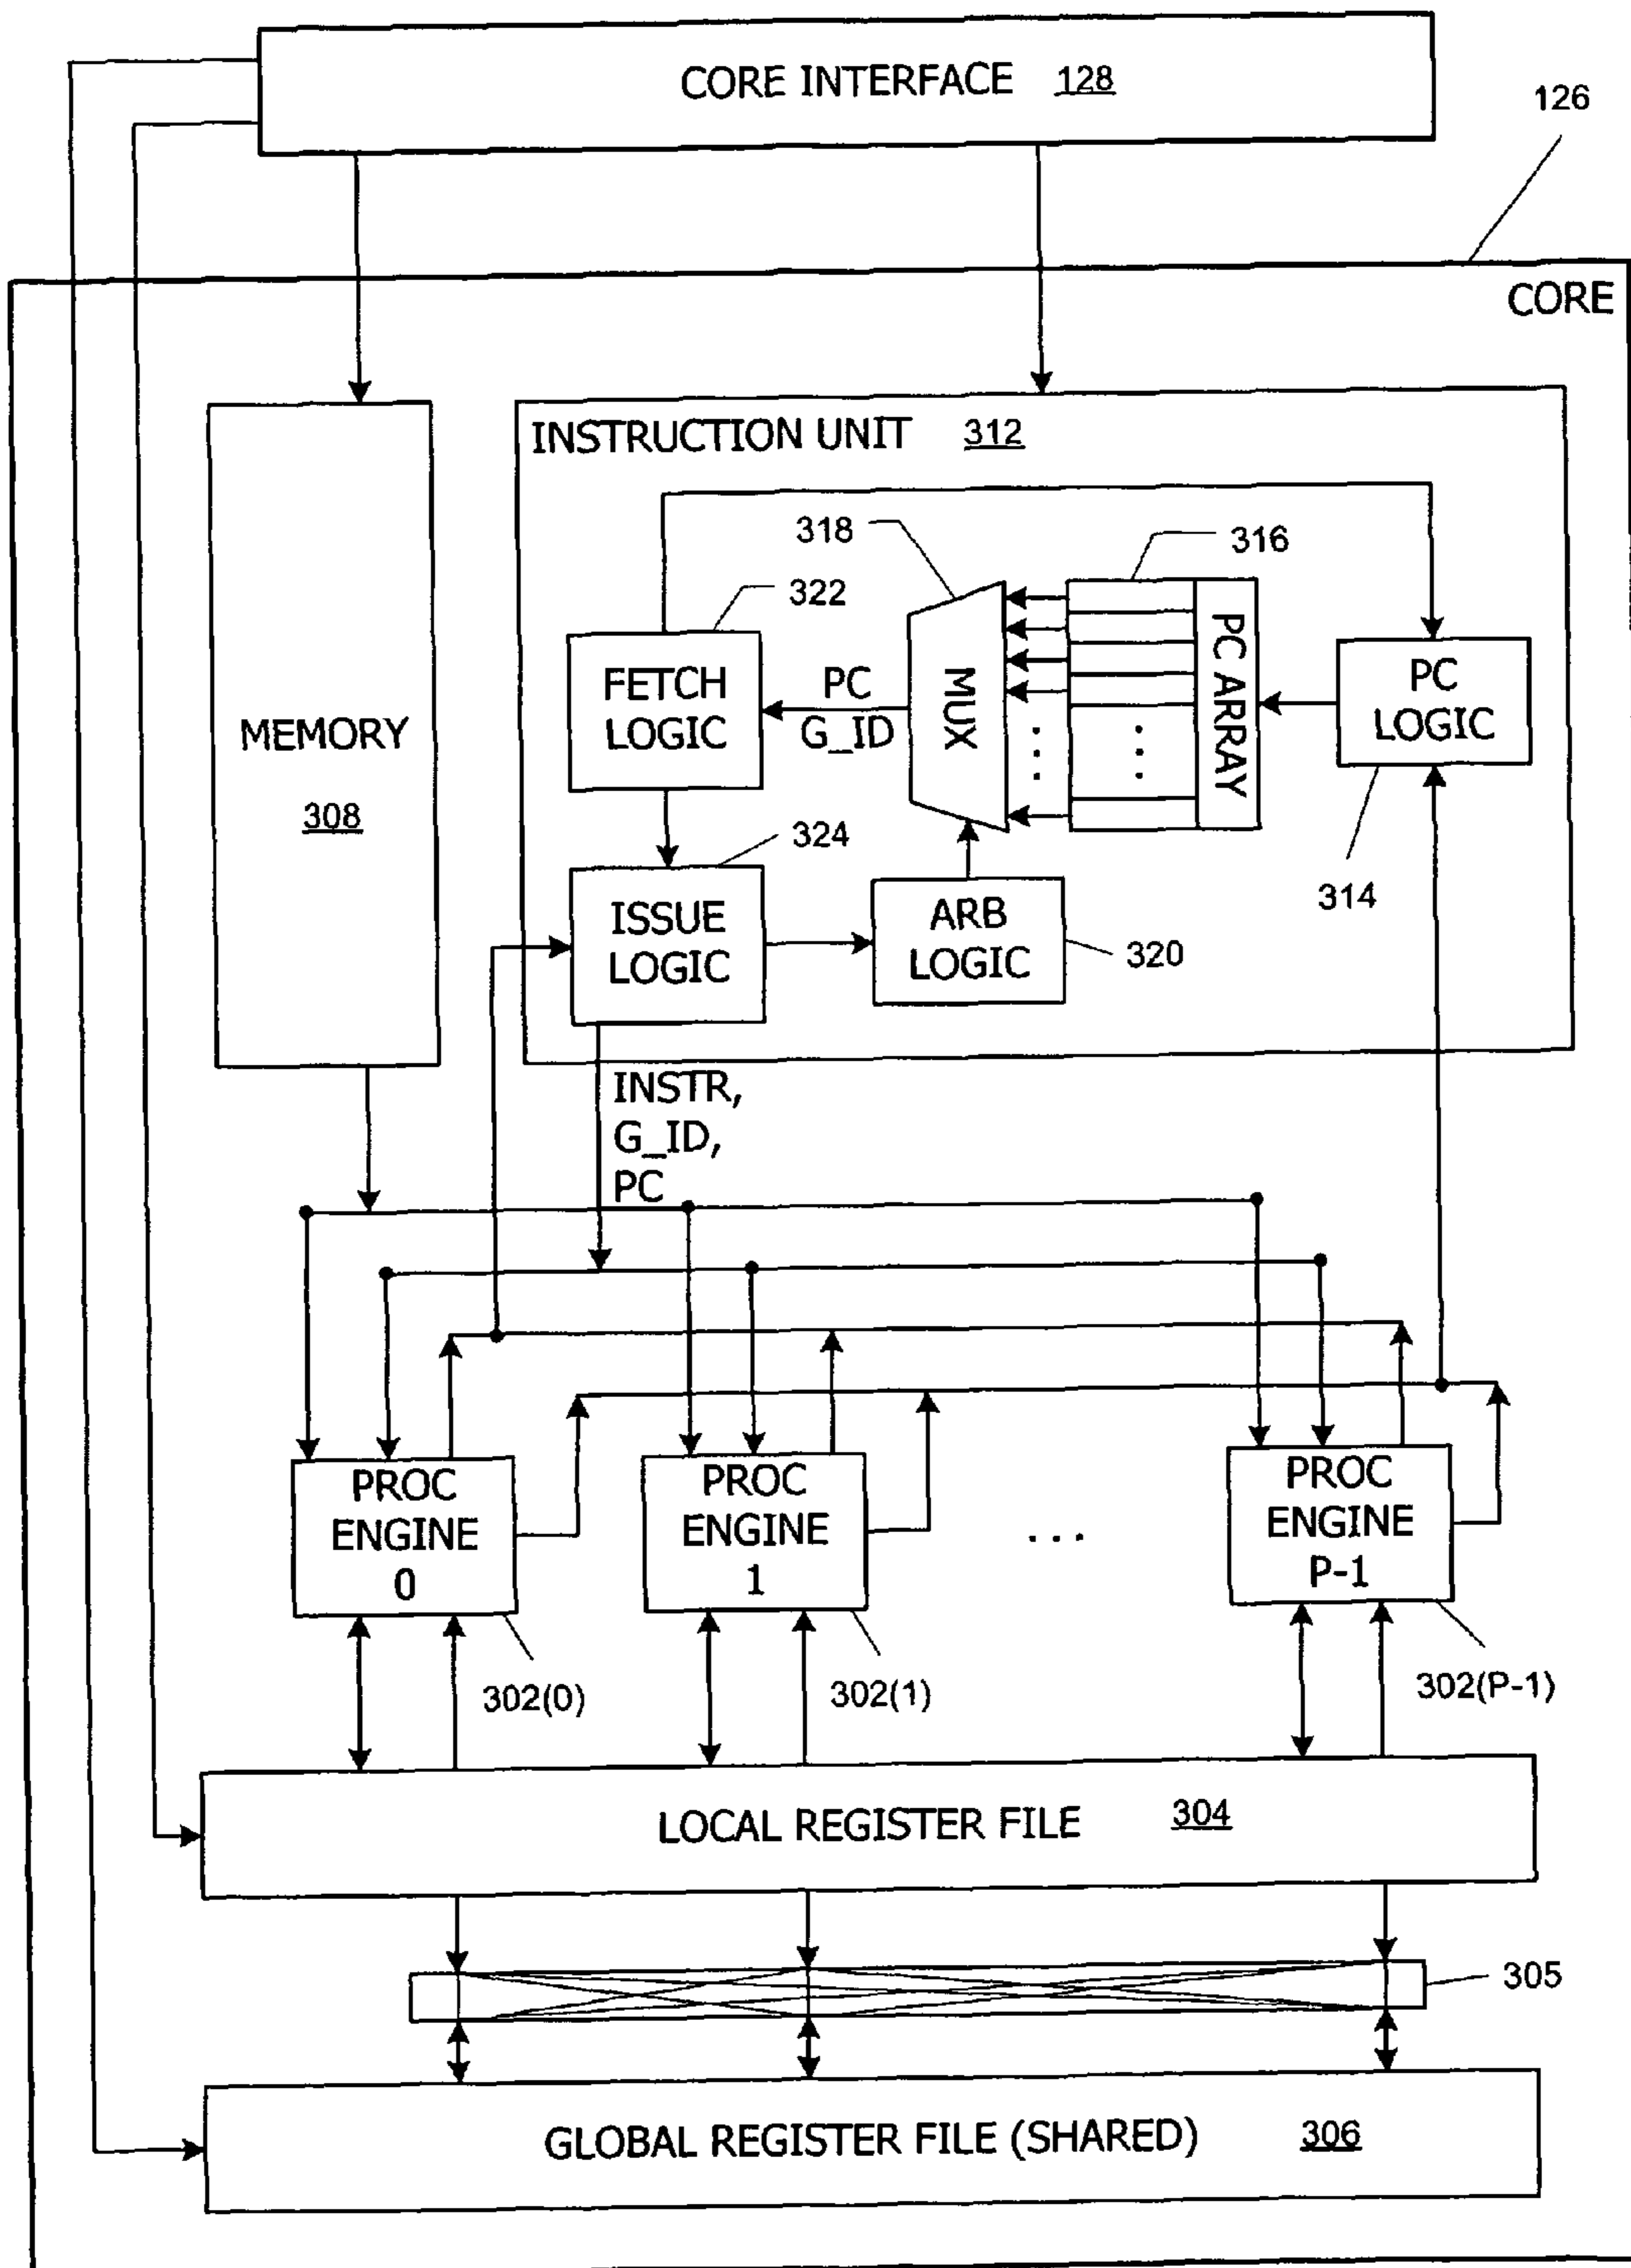 CORE INTERFACE 128
126
CORE
INSTRUCTION UNIT 312
318
316
322
FETCH
LOGIC
PC
G_ID
MUX
PC ARRAY
PC
LOGIC
314
MEMORY
308
324
ISSUE
LOGIC
ARB
LOGIC
320
INSTR,
G_ID,
PC
PROC
ENGINE
0
PROC
ENGINE
1
...
PROC
ENGINE
P-1
302(0)
302(1)
302(P-1)
LOCAL REGISTER FILE 304
305
GLOBAL REGISTER FILE (SHARED) 306